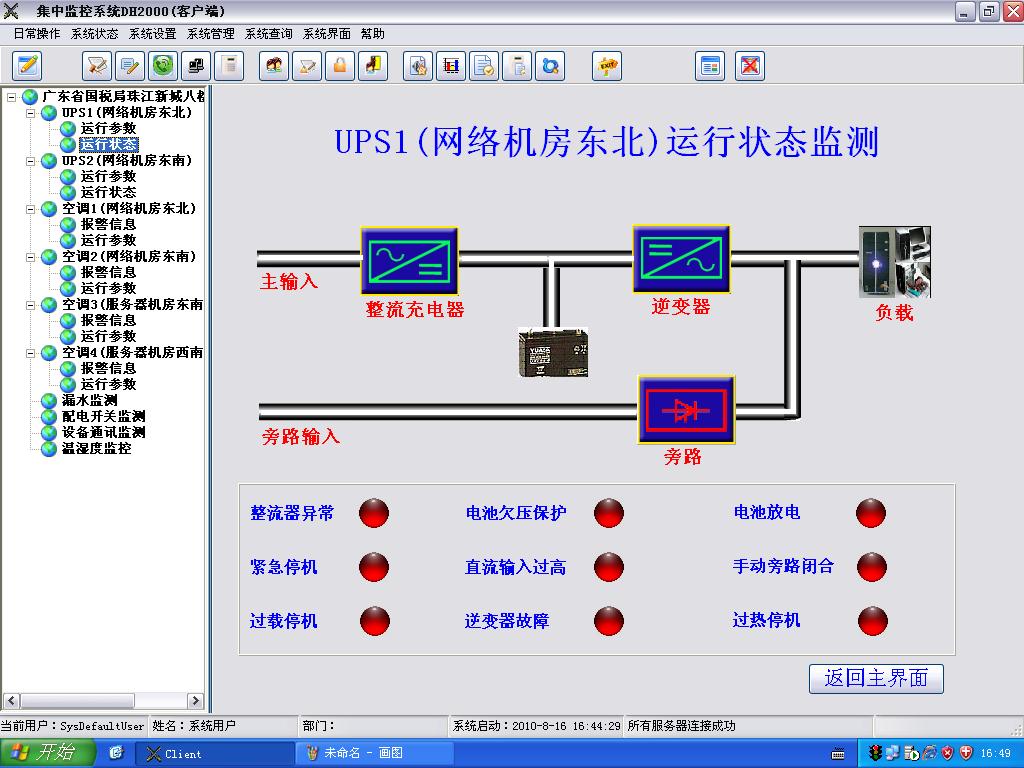 集中监控系统DH2000(客户端)
日常操作 系统状态 系统设置 系统管理 系统查询 系统界面 帮助
EXIT
广东省国税局珠江新城八
UPS1(网络机房东北)
运行参数
运行状态
UPS2(网络机房东南)
运行参数
运行状态
空调1(网络机房东北)
报警信息
运行参数
空调2(网络机房东南)
报警信息
运行参数
空调3(服务器机房东南
报警信息
运行参数
空调4(服务器机房西南
报警信息
运行参数
漏水监测
配电开关监测
设备通讯监测
温湿度监控
UPS1(网络机房东北)运行状态监测
主输入
整流充电器
逆变器
负载
YUASA
旁路输入
旁路
整流器异常 电池欠压保护 电池放电
紧急停机 直流输入过高 手动旁路闭合
过载停机 逆变器故障 过热停机
返回主界面
当前用户：SysDefaultUser 姓名：系统用户 部门： 系统启动：2010-8-16 16:44:29 所有服务器连接成功
开始 Client 未命名 - 画图 16:49